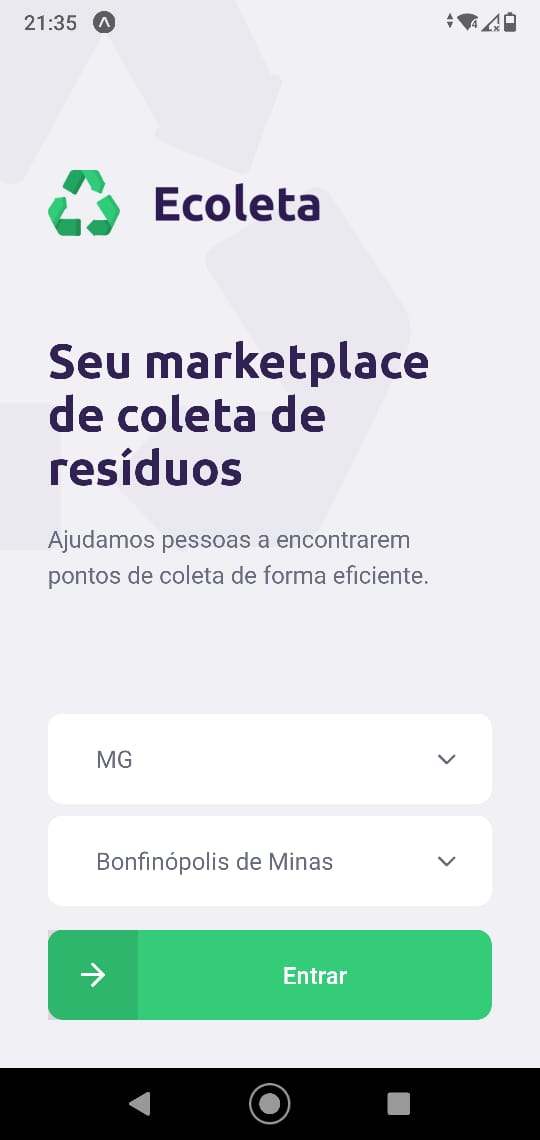 21:35
Ecoleta
Seu marketplace
de coleta de
resíduos
Ajudamos pessoas a encontrarem
pontos de coleta de forma eficiente.
MG
Bonfinópolis de Minas
Entrar